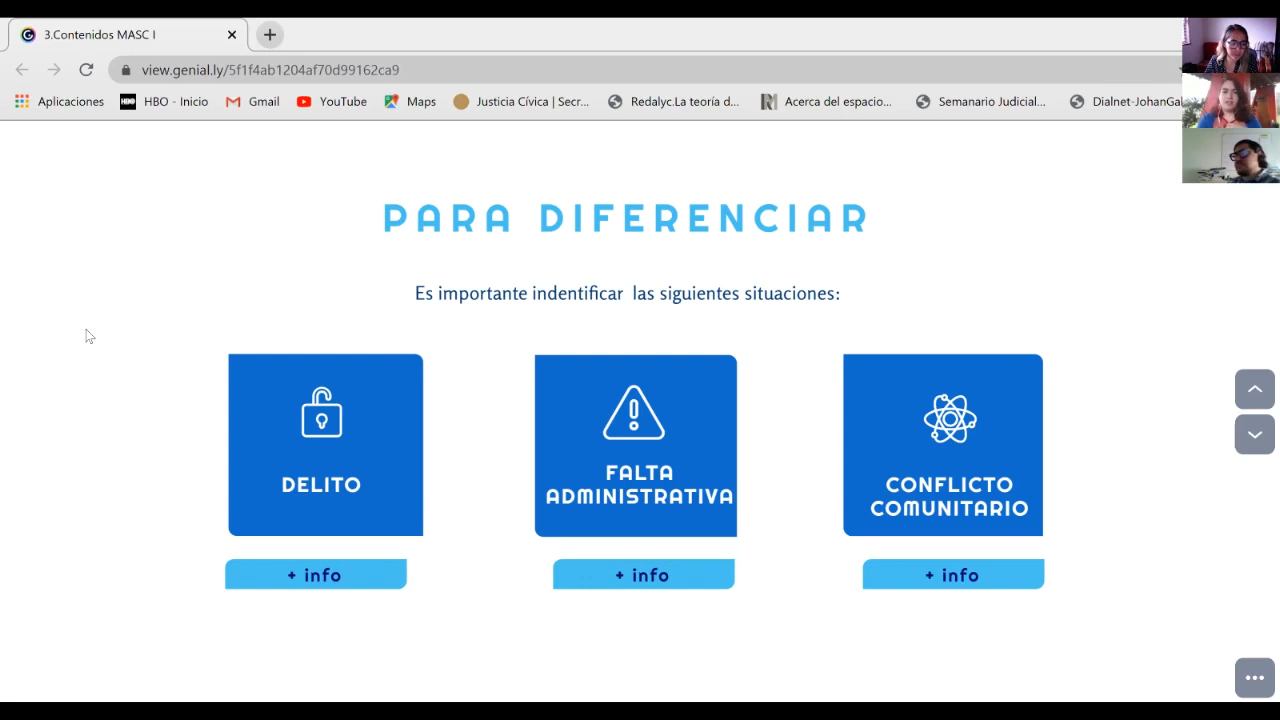 3.Contenidos MASC I
view.genial.ly/5f1f4ab1204af70d99162ca9
Aplicaciones HBO - Inicio Gmail YouTube Maps Justicia Cívica | Secr... Redalyc.La teoría d... Acerca del espacio... Semanario Judicial... Dialnet-JohanGal
PARA DIFERENCIAR
Es importante indentificar las siguientes situaciones:
DELITO
FALTA
ADMINISTRATIVA
CONFLICTO
COMUNITARIO
+ info
+ info
+ info